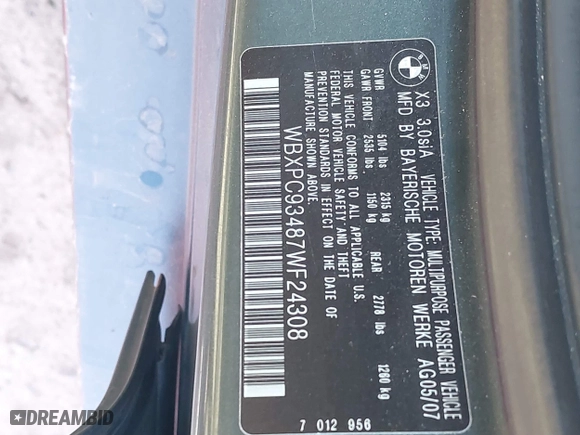 BMW
X3 3.0si/A VEHICLE TYPE: MULTIPURPOSE PASSENGER VEHICLE
MFD BY BAYERISCHE MOTOREN WERKE AG05/07
GVWR 5104 lbs 2315 kg
GAWR FRONT 2535 lbs 1150 kg REAR 2778 lbs 1260 kg
THIS VEHICLE CONFORMS TO ALL APPLICABLE U.S.
FEDERAL MOTOR VEHICLE SAFETY AND THEFT
PREVENTION STANDARDS IN EFFECT ON THE DATE OF
MANUFACTURE SHOWN ABOVE.
WBXPC93487WF24308
7 012 956
DREAMBID